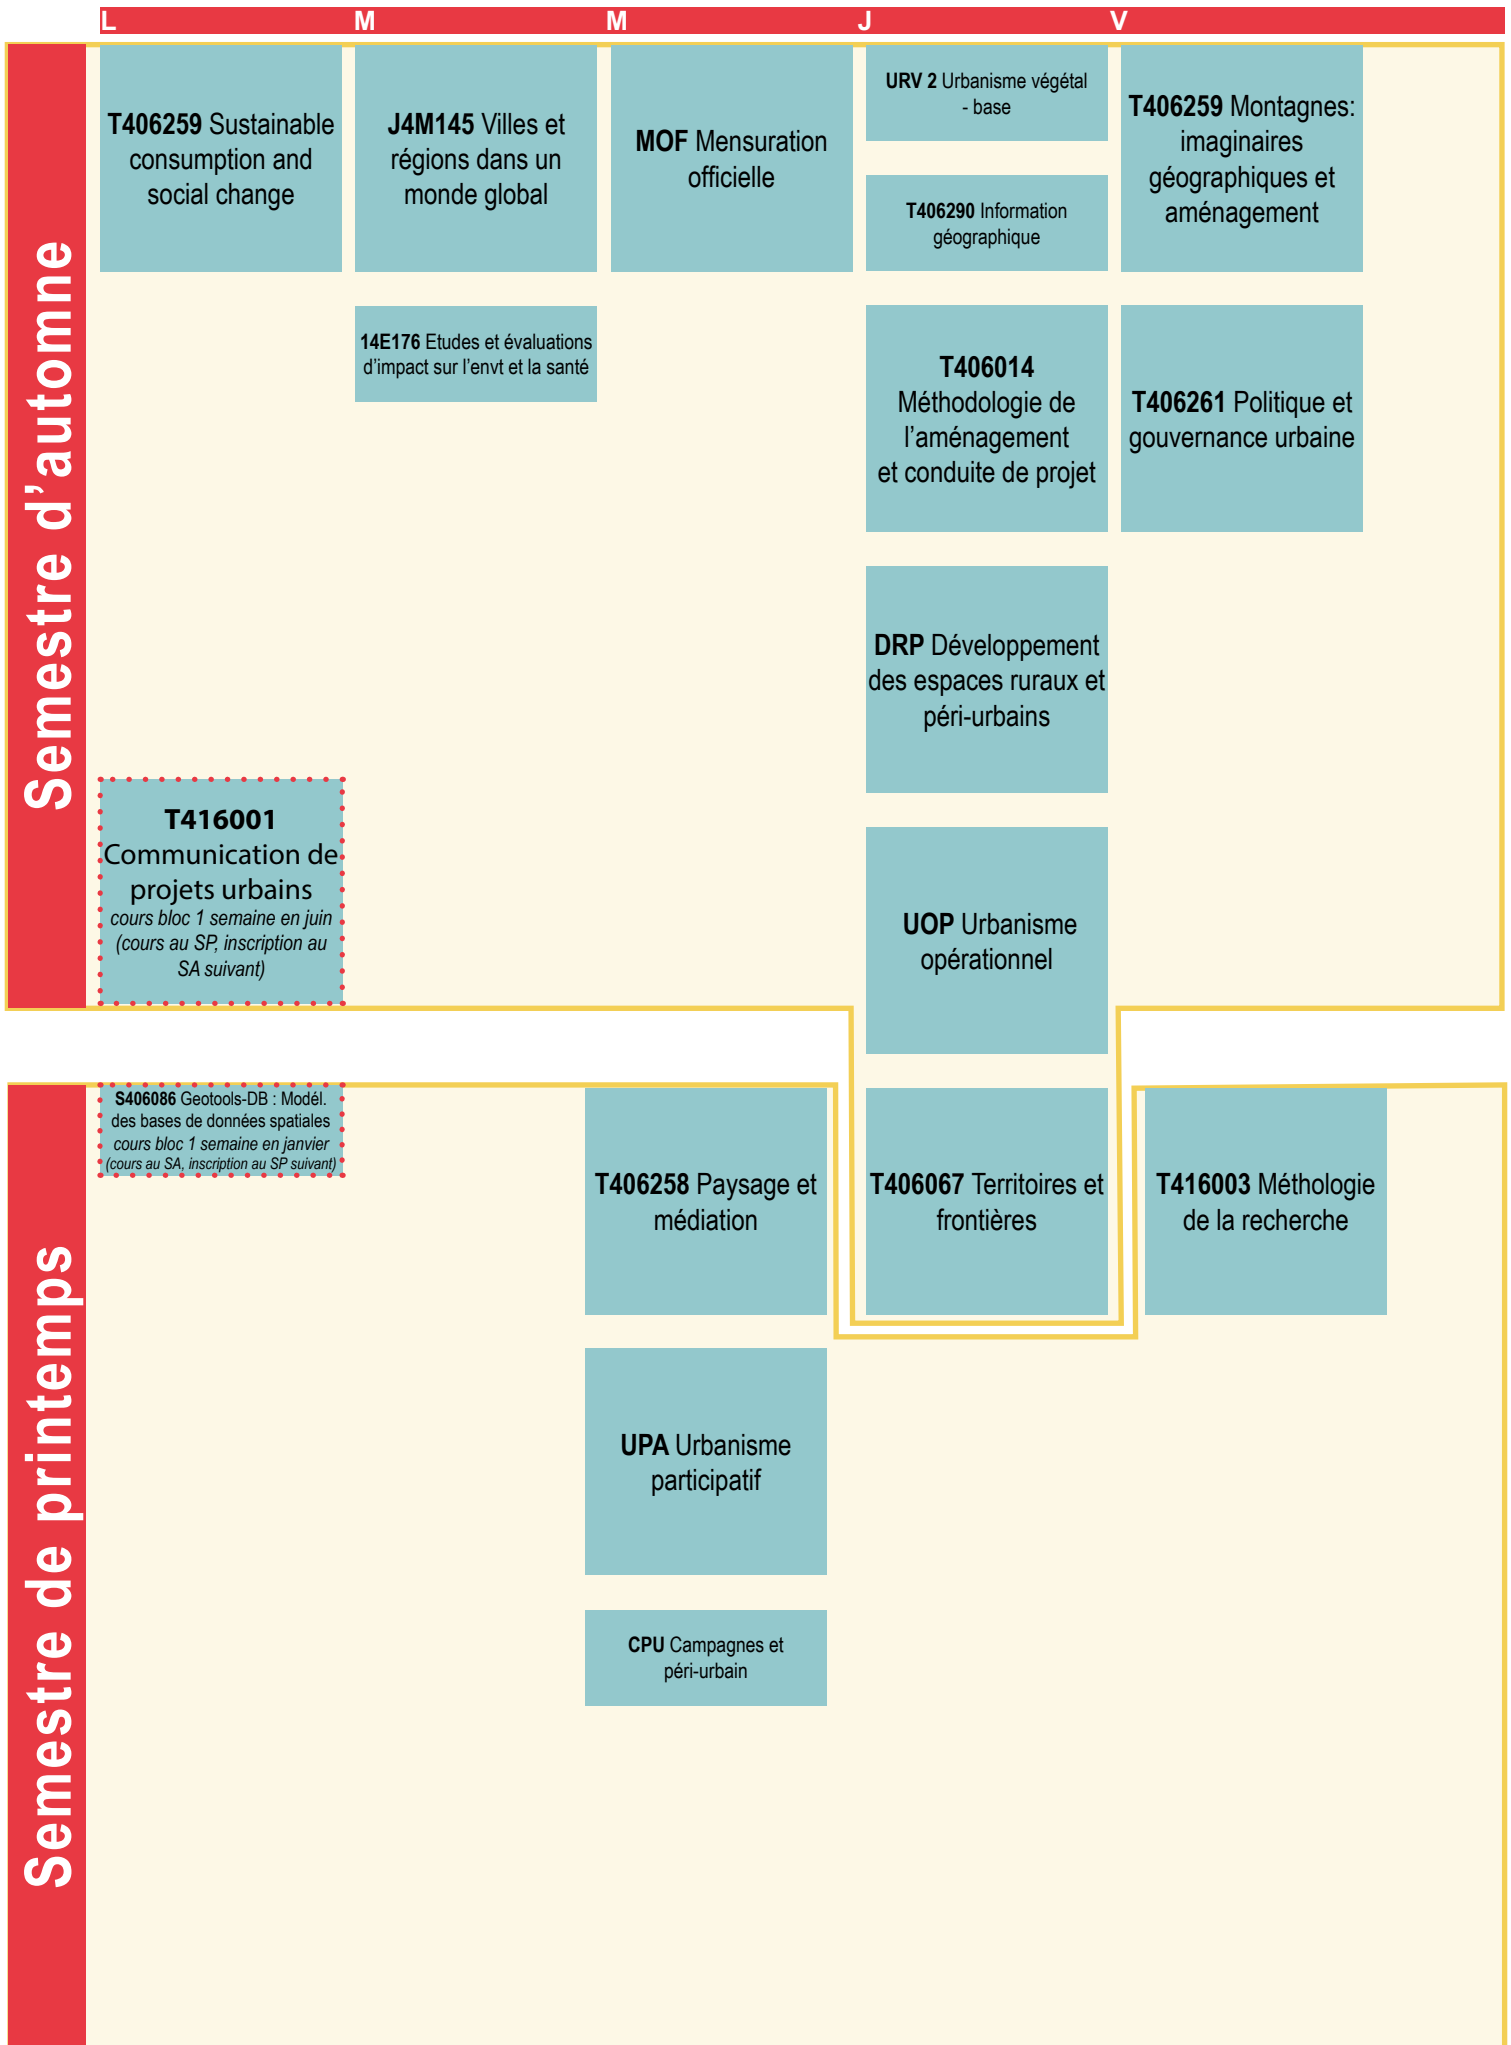 L M M J V
Semestre d'automne
T406259 Sustainable
consumption and
social change
J4M145 Villes et
régions dans un
monde global
MOF Mensuration
officielle
URV 2 Urbanisme végétal
- base
T406290 Information
géographique
T406259 Montagnes:
imaginaires
géographiques et
aménagement
14E176 Etudes et évaluations
d'impact sur l'envt et la santé
T406014
Méthodologie de
l'aménagement
et conduite de projet
T406261 Politique et
gouvernance urbaine
DRP Développement
des espaces ruraux et
péri-urbains
T416001
Communication de
projets urbains
cours bloc 1 semaine en juin
(cours au SP, inscription au
SA suivant)
UOP Urbanisme
opérationnel
Semestre de printemps
S406086 Geotools-DB : Modél.
des bases de données spatiales
cours bloc 1 semaine en janvier
(cours au SA, inscription au SP suivant)
T406258 Paysage et
médiation
T406067 Territoires et
frontières
T416003 Méthologie
de la recherche
UPA Urbanisme
participatif
CPU Campagnes et
péri-urbain